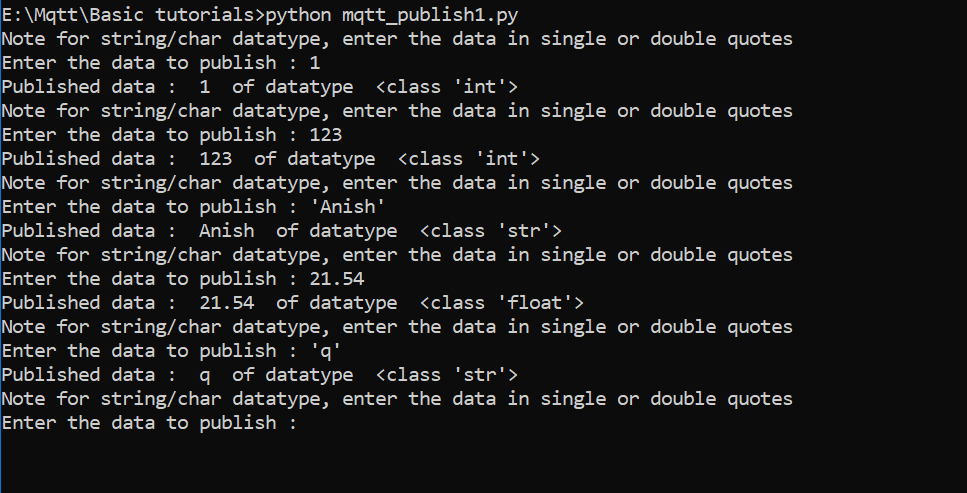 E:\Mqtt\Basic tutorials>python mqtt_publish1.py
Note for string/char datatype, enter the data in single or double quotes
Enter the data to publish : 1
Published data :  1  of datatype  <class 'int'>
Note for string/char datatype, enter the data in single or double quotes
Enter the data to publish : 123
Published data :  123  of datatype  <class 'int'>
Note for string/char datatype, enter the data in single or double quotes
Enter the data to publish : 'Anish'
Published data :  Anish  of datatype  <class 'str'>
Note for string/char datatype, enter the data in single or double quotes
Enter the data to publish : 21.54
Published data :  21.54  of datatype  <class 'float'>
Note for string/char datatype, enter the data in single or double quotes
Enter the data to publish : 'q'
Published data :  q  of datatype  <class 'str'>
Note for string/char datatype, enter the data in single or double quotes
Enter the data to publish :